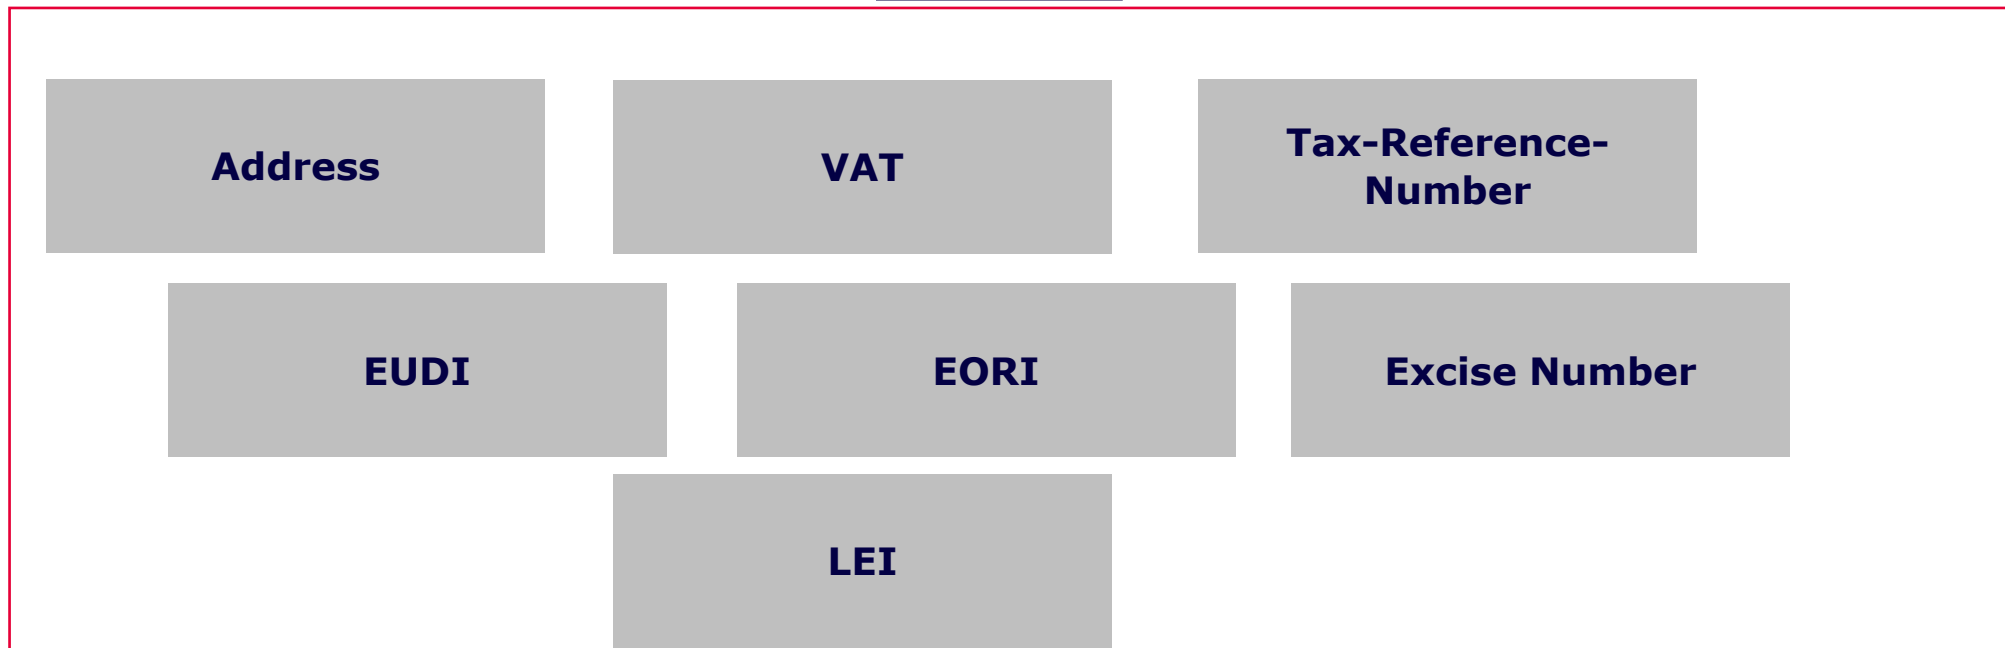 Address
VAT
Tax-Reference-
Number
EUDI
EORI
Excise Number
LEI